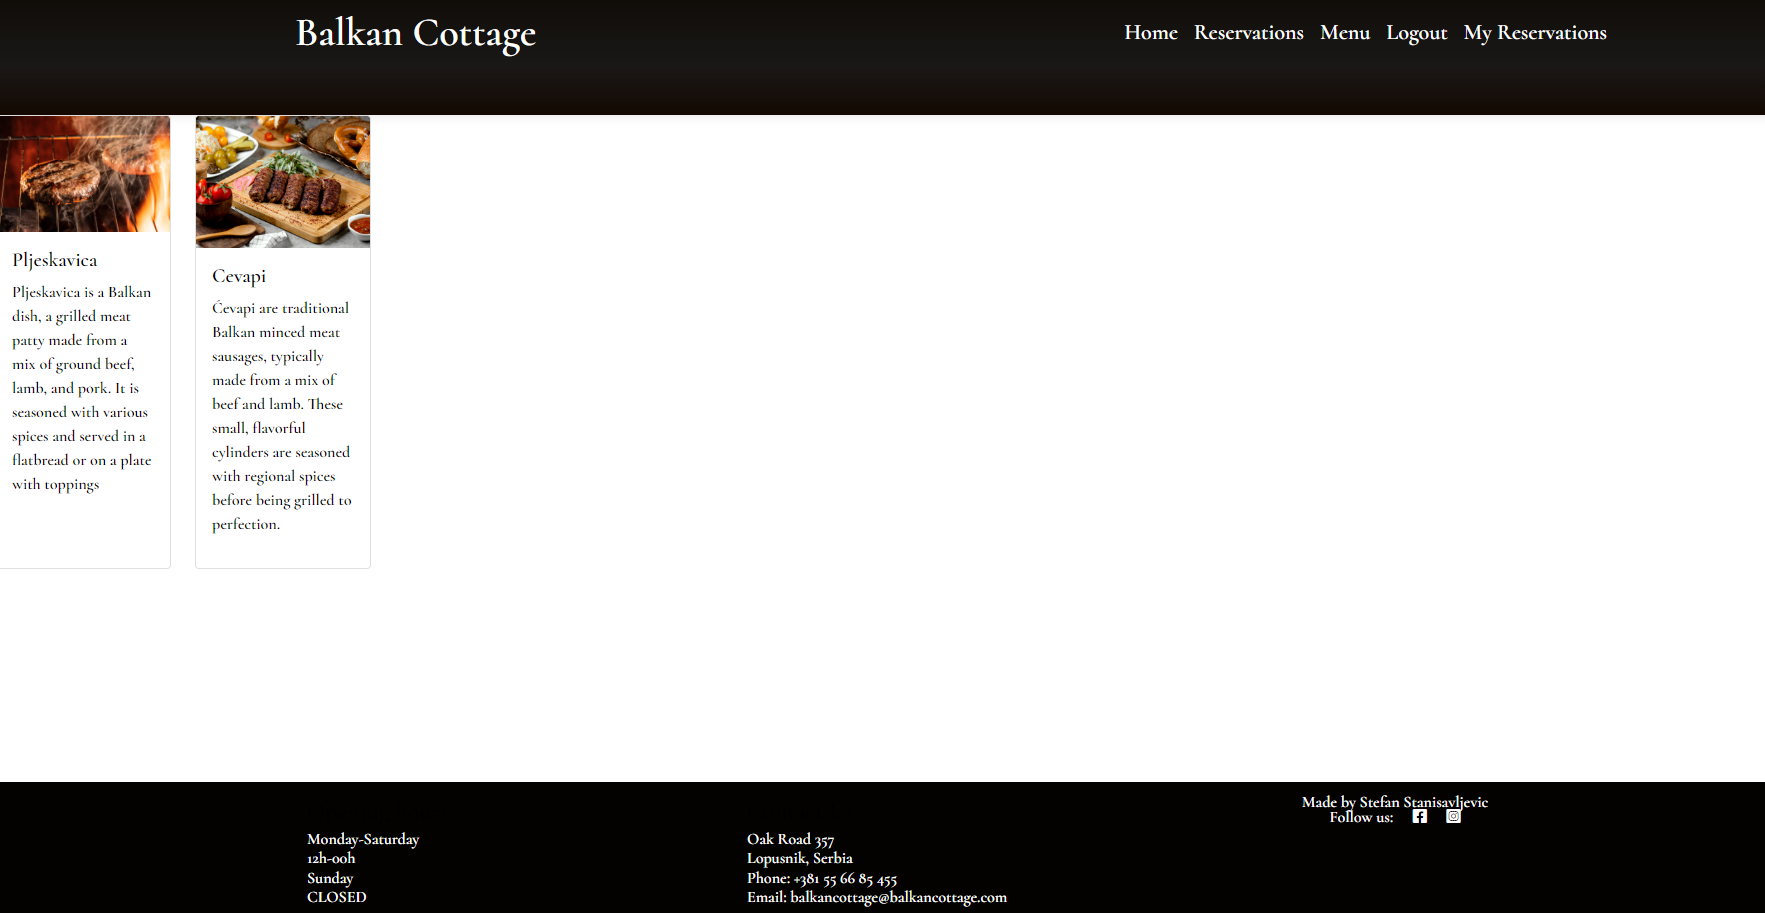 Balkan Cottage
Home Reservations Menu Logout My Reservations
Pljeskavica
Pljeskavica is a Balkan
dish, a grilled meat
patty made from a
mix of ground beef,
lamb, and pork. It is
seasoned with various
spices and served in a
flatbread or on a plate
with toppings
Cevapi
Ćevapi are traditional
Balkan minced meat
sausages, typically
made from a mix of
beef and lamb. These
small, flavorful
cylinders are seasoned
with regional spices
before being grilled to
perfection.
Monday-Saturday
12h-00h
Sunday
CLOSED
Oak Road 357
Lopusnik, Serbia
Phone: +381 55 66 85 455
Email: balkancottage@balkancottage.com
Made by Stefan Stanisavljevic
Follow us: